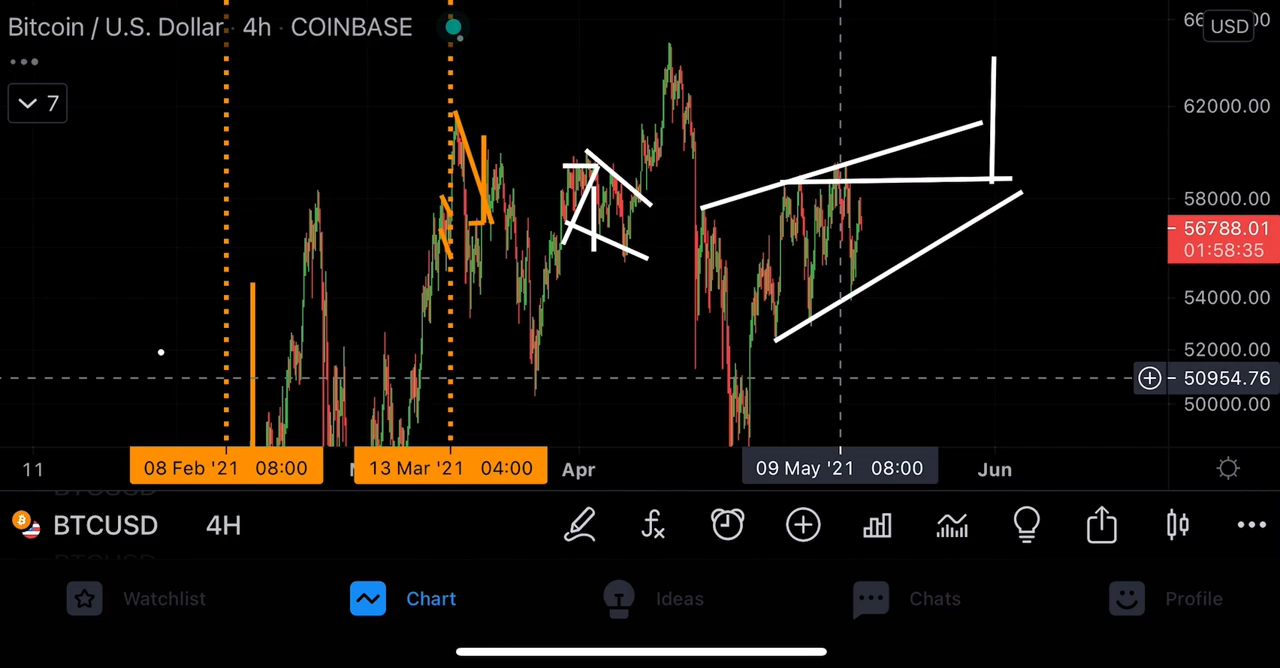 Bitcoin / U.S. Dollar · 4h · COINBASE
USD
7
62000.00
58000.00
56788.01
01:58:35
54000.00
52000.00
50954.76
50000.00
11
08 Feb '21 08:00
13 Mar '21 04:00
Apr
09 May '21 08:00
Jun
BTCUSD 4H
Watchlist
Chart
Ideas
Chats
Profile